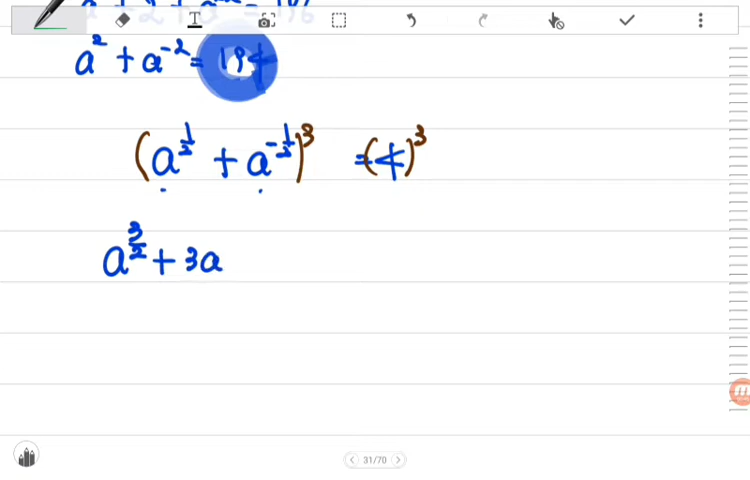 a² + a⁻² = 194
(a^{1/2} + a^{-1/2})³ = (4)³
a^{3/2} + 3a
31/70